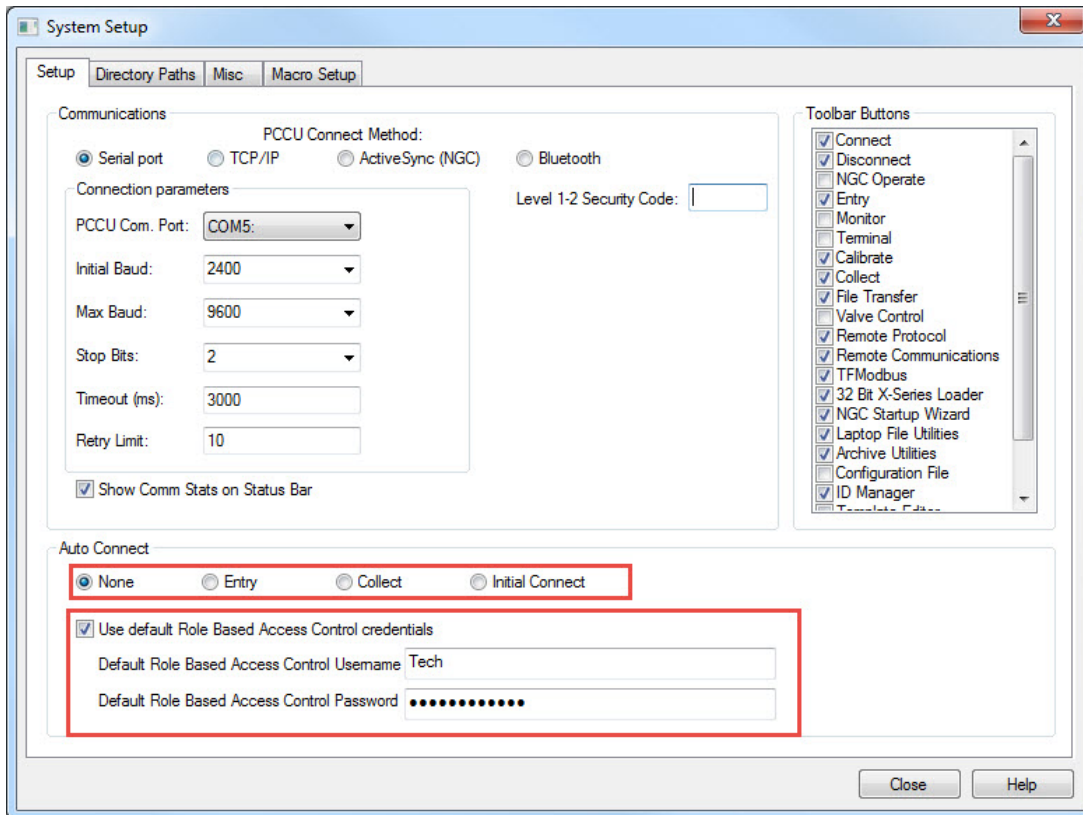 System Setup
Setup Directory Paths Misc Macro Setup
Communications
PCCU Connect Method:
Serial port TCP/IP ActiveSync (NGC) Bluetooth
Connection parameters
Level 1-2 Security Code:
PCCU Com. Port: COM5:
Initial Baud: 2400
Max Baud: 9600
Stop Bits: 2
Timeout (ms): 3000
Retry Limit: 10
Show Comm Stats on Status Bar
Toolbar Buttons
Connect
Disconnect
NGC Operate
Entry
Monitor
Terminal
Calibrate
Collect
File Transfer
Valve Control
Remote Protocol
Remote Communications
TFModbus
32 Bit X-Series Loader
NGC Startup Wizard
Laptop File Utilities
Archive Utilities
Configuration File
ID Manager
Template Editor
Auto Connect
None Entry Collect Initial Connect
Use default Role Based Access Control credentials
Default Role Based Access Control Username Tech
Default Role Based Access Control Password ••••••••••••
Close Help